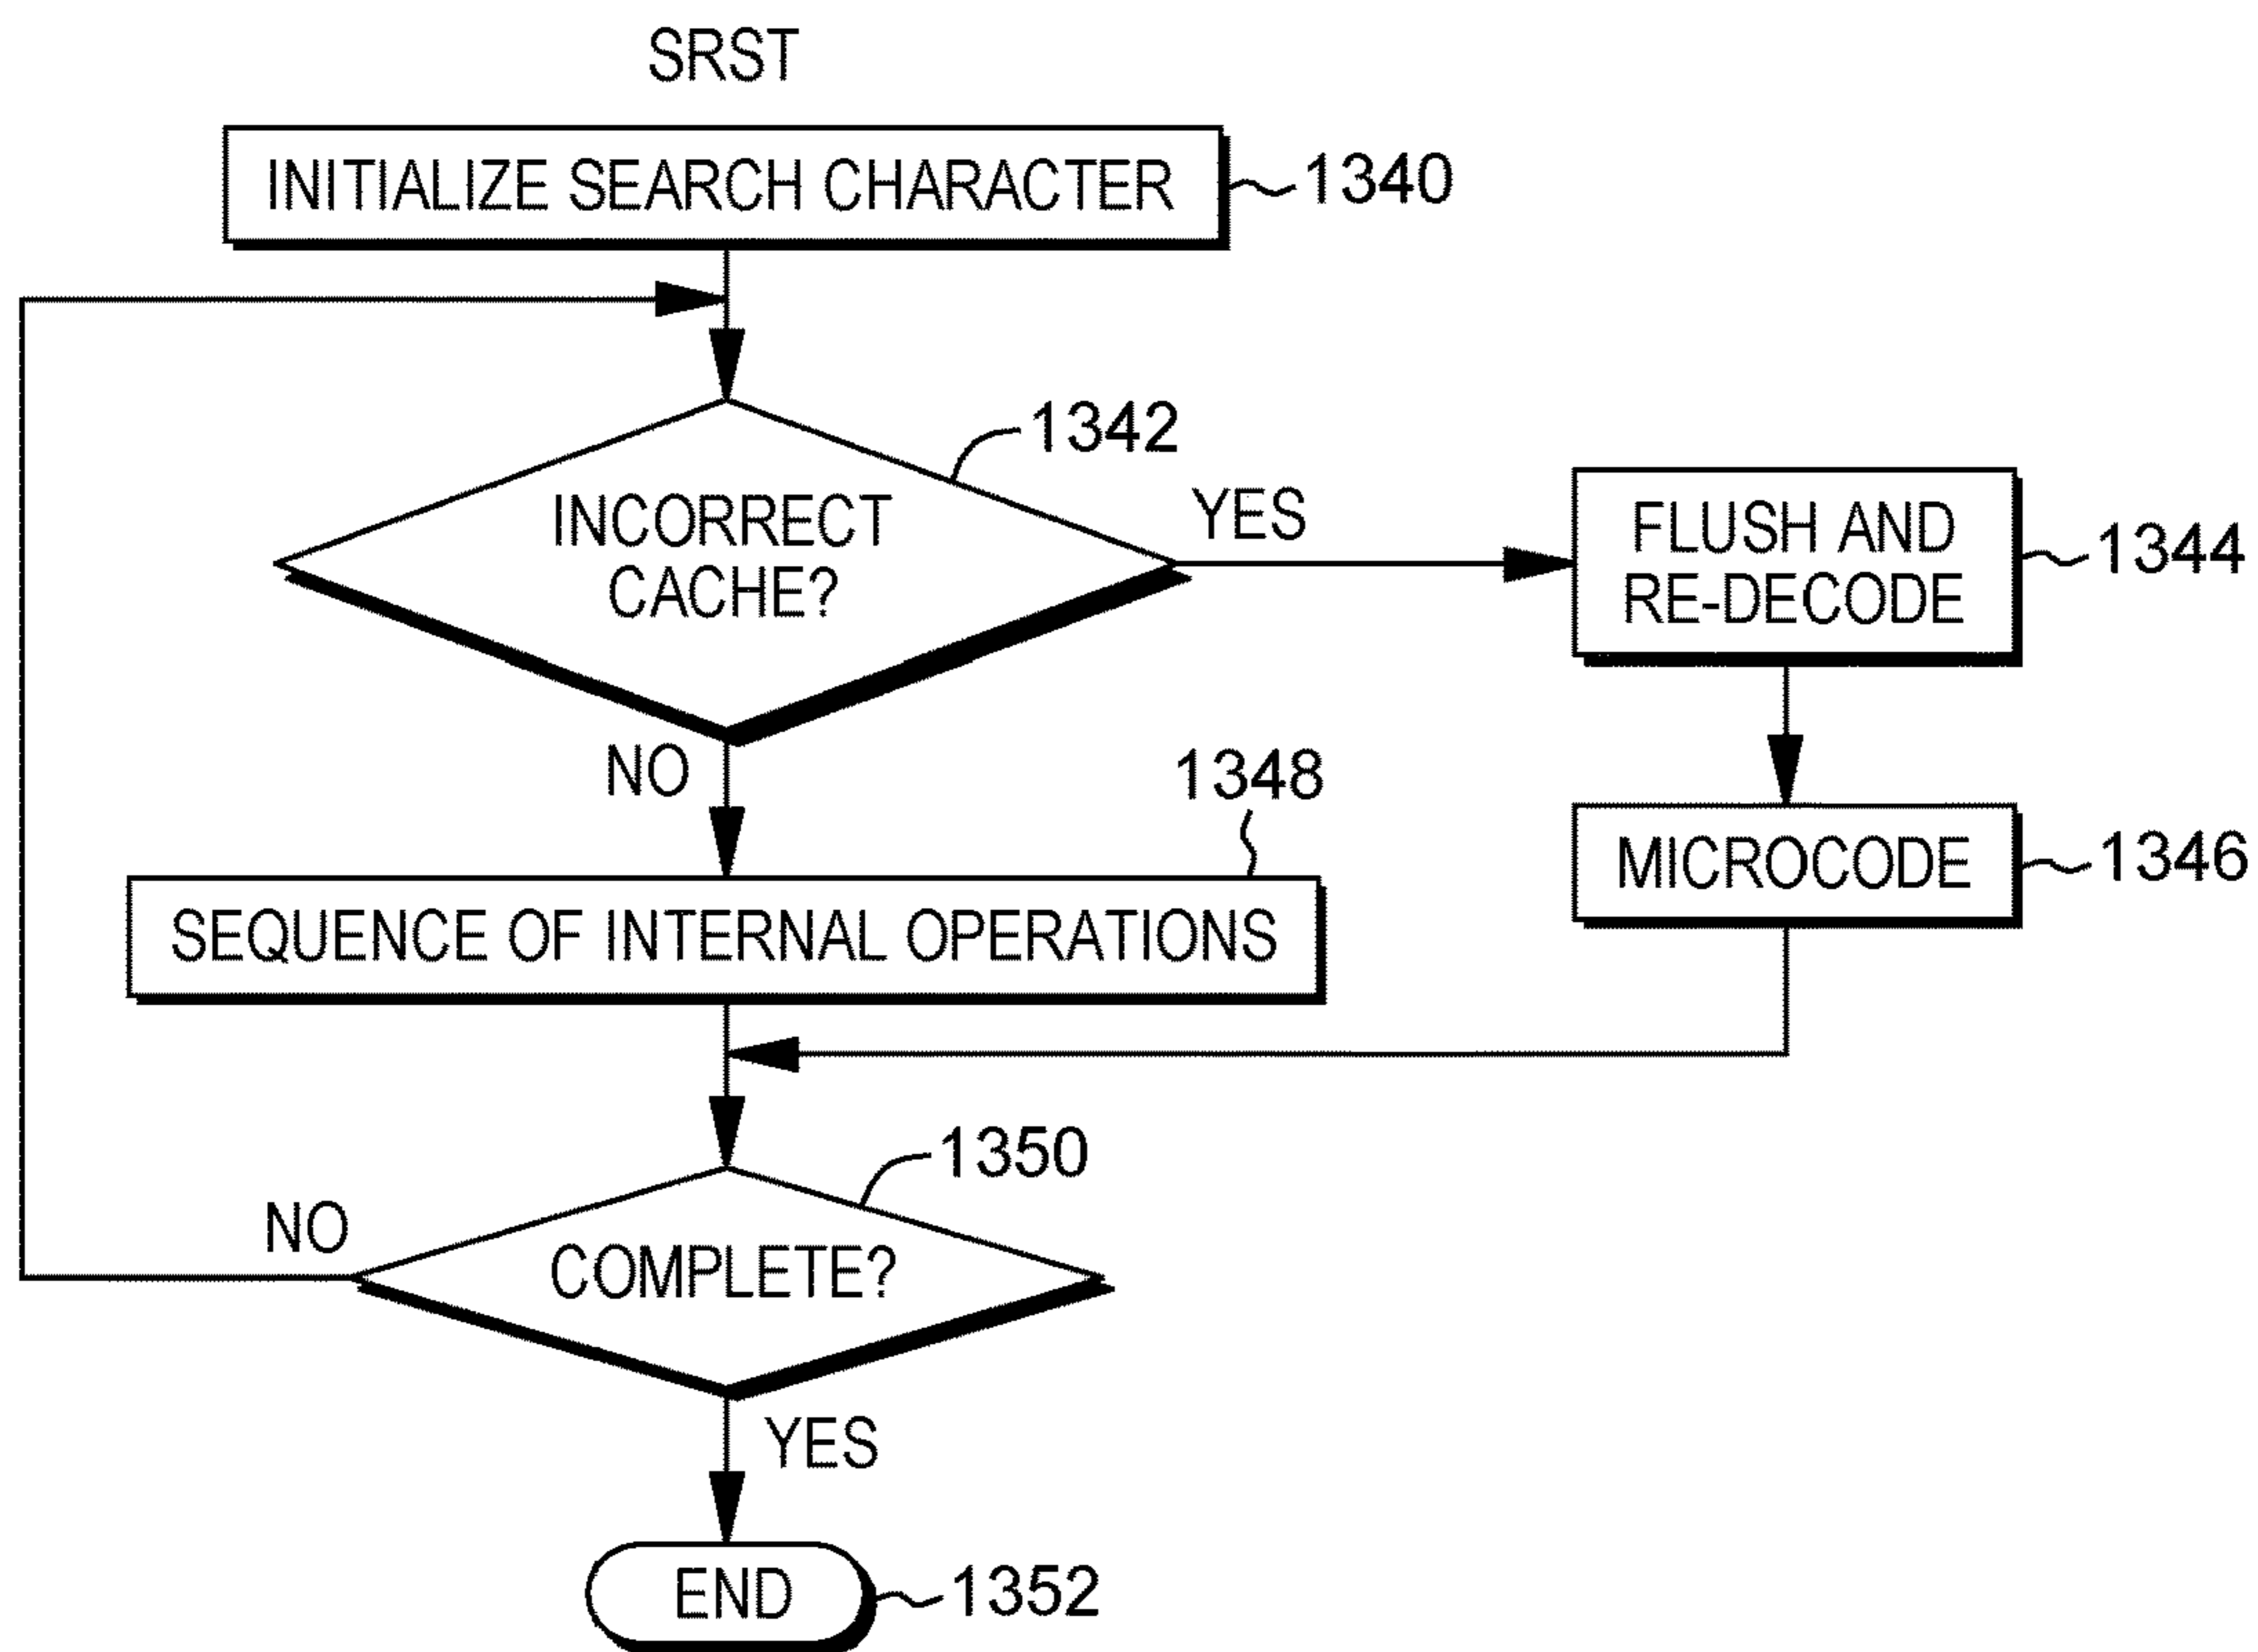 SRST
INITIALIZE SEARCH CHARACTER
1340
1342
INCORRECT
CACHE?
YES
FLUSH AND
RE-DECODE
1344
NO
1348
MICROCODE
1346
SEQUENCE OF INTERNAL OPERATIONS
1350
NO
COMPLETE?
YES
END
1352